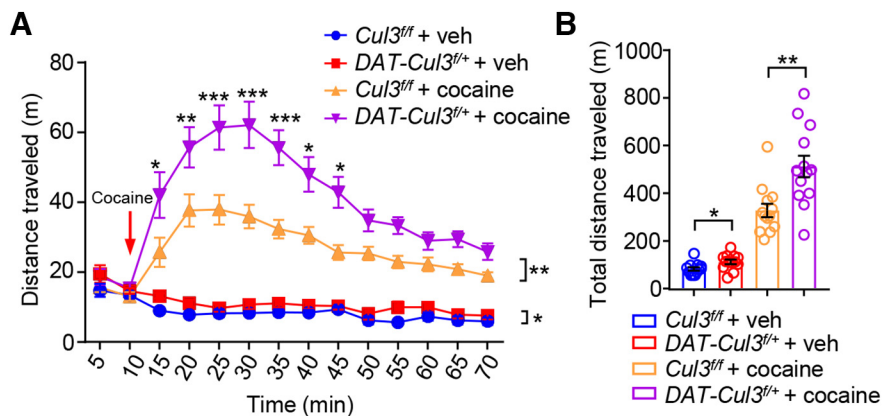 A
Distance traveled (m)
80
60
40
20
0
Cul3f/f + veh
DAT-Cul3f/+ + veh
Cul3f/f + cocaine
DAT-Cul3f/+ + cocaine
Cocaine
*
**
***
***
***
*
*
**
*
5
10
15
20
25
30
35
40
45
50
55
60
65
70
Time (min)
B
Total distance traveled (m)
1000
800
600
400
200
0
*
**
Cul3f/f + veh
DAT-Cul3f/+ + veh
Cul3f/f + cocaine
DAT-Cul3f/+ + cocaine